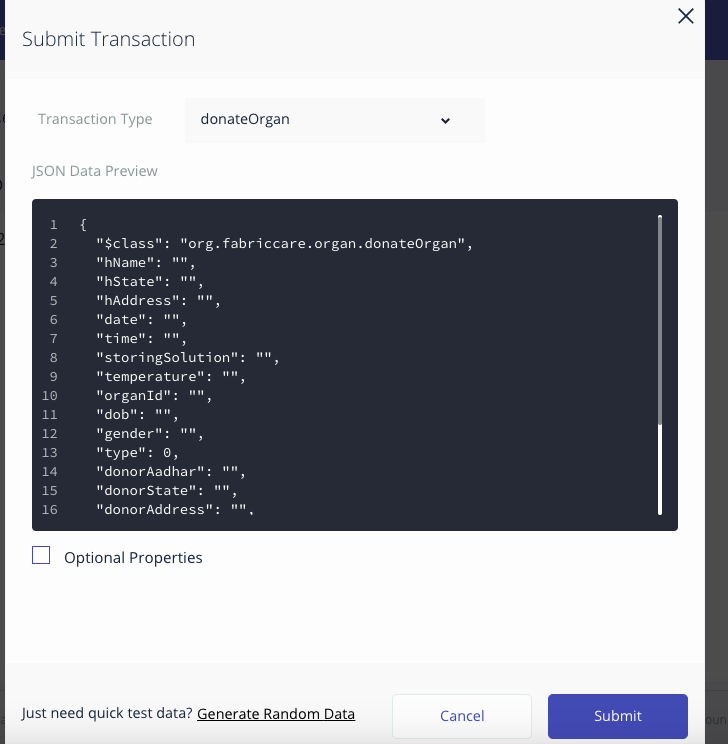 Submit Transaction
Transaction Type donateOrgan
JSON Data Preview
1 {
2 "$class": "org.fabriccare.organ.donateOrgan",
3 "hName": "",
4 "hState": "",
5 "hAddress": "",
6 "date": "",
7 "time": "",
8 "storingSolution": "",
9 "temperature": "",
10 "organId": "",
11 "dob": "",
12 "gender": "",
13 "type": 0,
14 "donorAadhar": "",
15 "donorState": "",
16 "donorAddress": "",
Optional Properties
Just need quick test data? Generate Random Data
Cancel
Submit